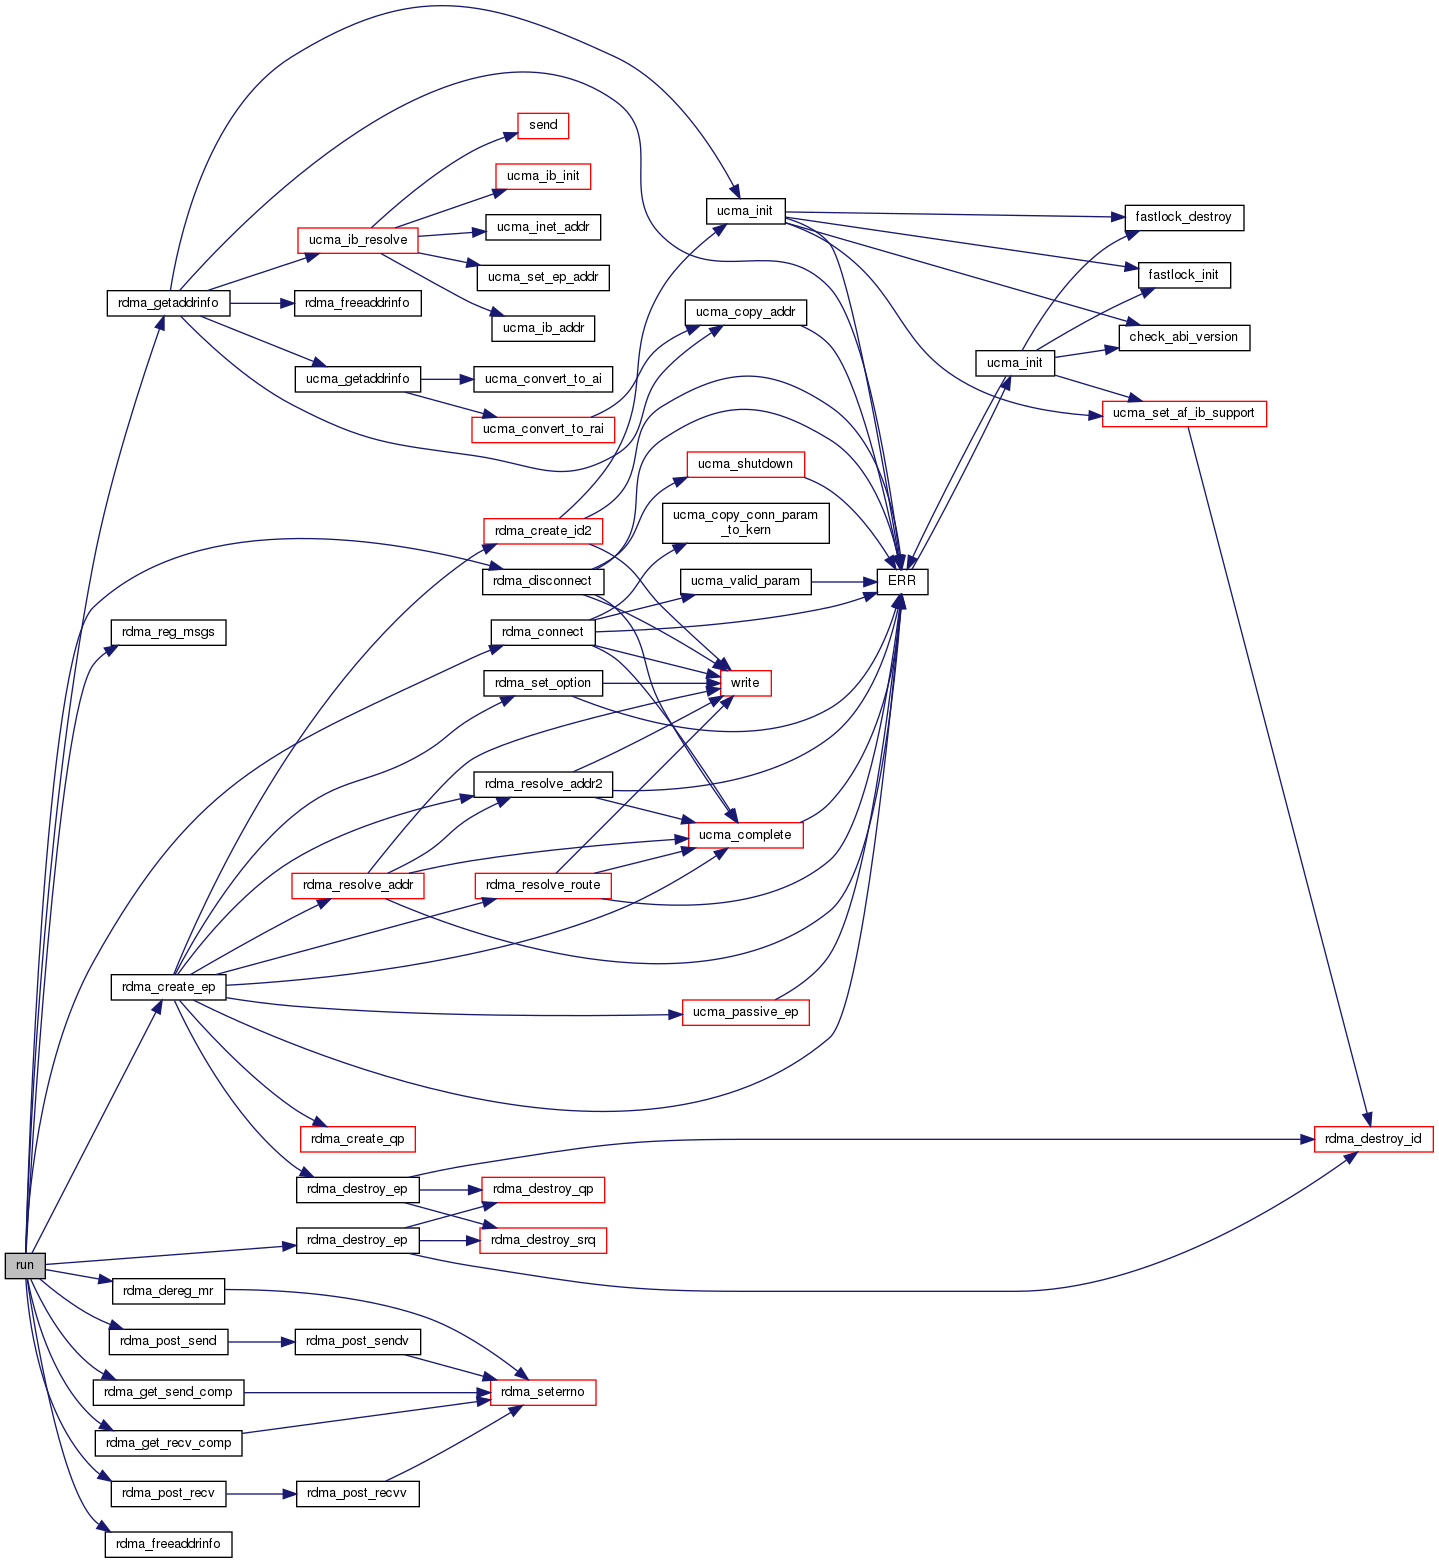 send
ucma_ib_init
ucma_init
fastlock_destroy
ucma_inet_addr
ucma_ib_resolve
fastlock_init
ucma_set_ep_addr
rdma_getaddrinfo
rdma_freeaddrinfo
ucma_copy_addr
ucma_ib_addr
check_abi_version
ucma_init
ucma_getaddrinfo
ucma_convert_to_ai
ucma_set_af_ib_support
ucma_convert_to_rai
ucma_shutdown
ucma_copy_conn_param
_to_kern
rdma_create_id2
rdma_disconnect
ucma_valid_param
ERR
rdma_reg_msgs
rdma_connect
rdma_set_option
write
rdma_resolve_addr2
ucma_complete
rdma_resolve_addr
rdma_resolve_route
rdma_create_ep
ucma_passive_ep
rdma_create_qp
rdma_destroy_id
rdma_destroy_ep
rdma_destroy_qp
rdma_destroy_ep
rdma_destroy_srq
run
rdma_dereg_mr
rdma_post_send
rdma_post_sendv
rdma_get_send_comp
rdma_seterrno
rdma_get_recv_comp
rdma_post_recv
rdma_post_recvv
rdma_freeaddrinfo